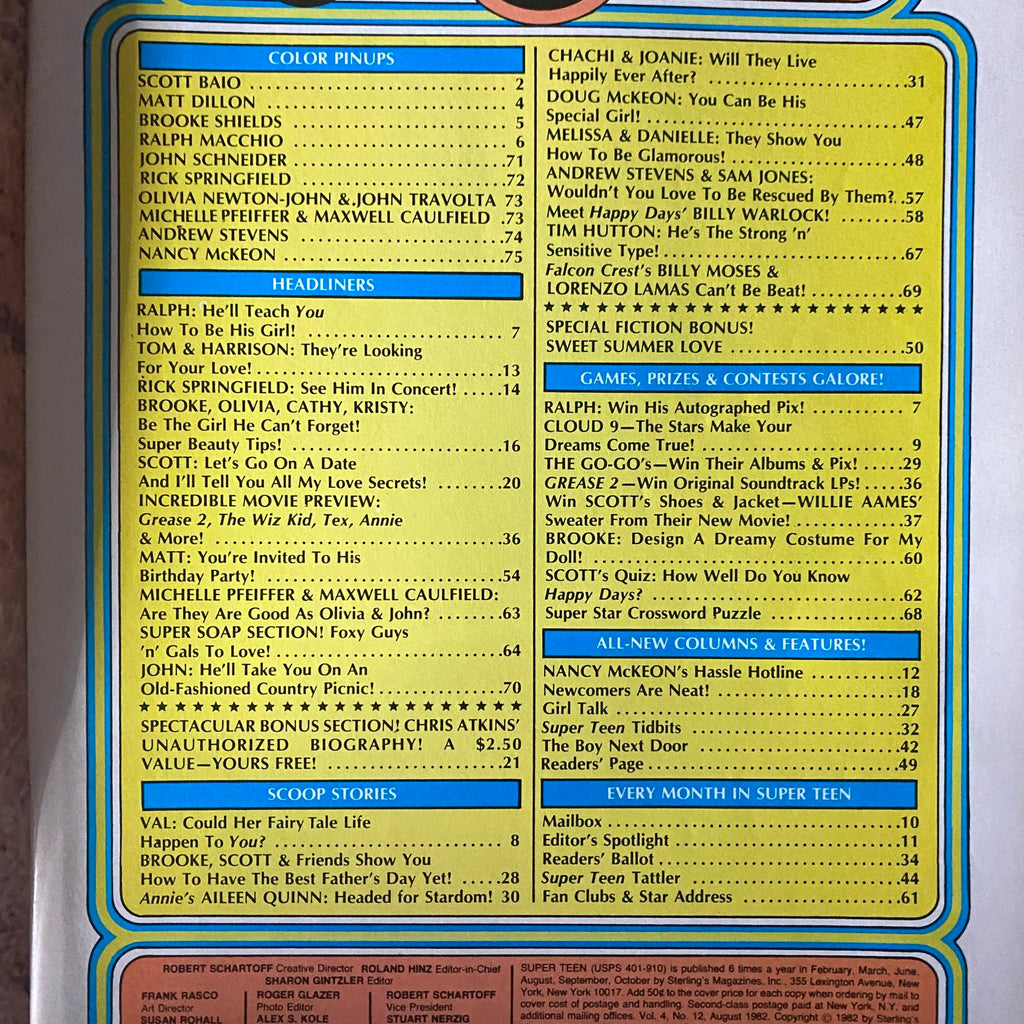 COLOR PINUPS
SCOTT BAIO ................................ 2
MATT DILLON .............................. 4
BROOKE SHIELDS .......................... 5
RALPH MACCHIO .......................... 6
JOHN SCHNEIDER ..........................71
RICK SPRINGFIELD .........................72
OLIVIA NEWTON-JOHN & JOHN TRAVOLTA 73
MICHELLE PFEIFFER & MAXWELL CAULFIELD .73
ANDREW STEVENS .........................74
NANCY McKEON ...........................75
HEADLINERS
RALPH: He'll Teach You
How To Be His Girl! ........................ 7
TOM & HARRISON: They're Looking
For Your Love! .............................13
RICK SPRINGFIELD: See Him In Concert! .....14
BROOKE, OLIVIA, CATHY, KRISTY:
Be The Girl He Can't Forget!
Super Beauty Tips! .........................16
SCOTT: Let's Go On A Date
And I'll Tell You All My Love Secrets! ........20
INCREDIBLE MOVIE PREVIEW:
Grease 2, The Wiz Kid, Tex, Annie
& More! ...................................36
MATT: You're Invited To His
Birthday Party! .............................54
MICHELLE PFEIFFER & MAXWELL CAULFIELD:
Are They Are Good As Olivia & John? ........63
SUPER SOAP SECTION! Foxy Guys
'n' Gals To Love! ...........................64
JOHN: He'll Take You On An
Old-Fashioned Country Picnic! ...............70
SPECTACULAR BONUS SECTION! CHRIS ATKINS'
UNAUTHORIZED BIOGRAPHY! A $2.50
VALUE—YOURS FREE! ......................21
SCOOP STORIES
VAL: Could Her Fairy Tale Life
Happen To You? ........................... 8
BROOKE, SCOTT & Friends Show You
How To Have The Best Father's Day Yet! .....28
Annie's AILEEN QUINN: Headed for Stardom! 30
CHACHI & JOANIE: Will They Live
Happily Ever After? .........................31
DOUG McKEON: You Can Be His
Special Girl! ................................47
MELISSA & DANIELLE: They Show You
How To Be Glamorous! ......................48
ANDREW STEVENS & SAM JONES:
Wouldn't You Love To Be Rescued By Them?. .57
Meet Happy Days' BILLY WARLOCK! ........58
TIM HUTTON: He's The Strong 'n'
Sensitive Type! .............................67
Falcon Crest's BILLY MOSES &
LORENZO LAMAS Can't Be Beat! ............69
SPECIAL FICTION BONUS!
SWEET SUMMER LOVE ......................50
GAMES, PRIZES & CONTESTS GALORE!
RALPH: Win His Autographed Pix! .......... 7
CLOUD 9—The Stars Make Your
Dreams Come True! ........................ 9
THE GO-GO's—Win Their Albums & Pix! .....29
GREASE 2—Win Original Soundtrack LPs! .....36
Win SCOTT's Shoes & Jacket—WILLIE AAMES'
Sweater From Their New Movie! .............37
BROOKE: Design A Dreamy Costume For My
Doll! ......................................60
SCOTT's Quiz: How Well Do You Know
Happy Days? ..............................62
Super Star Crossword Puzzle .................68
ALL-NEW COLUMNS & FEATURES!
NANCY McKEON's Hassle Hotline ...........12
Newcomers Are Neat! .......................18
Girl Talk ...................................27
Super Teen Tidbits ..........................32
The Boy Next Door .........................42
Readers' Page ..............................49
EVERY MONTH IN SUPER TEEN
Mailbox ....................................10
Editor's Spotlight ............................11
Readers' Ballot .............................34
Super Teen Tattler ..........................44
Fan Clubs & Star Address ....................61
ROBERT SCHARTOFF Creative Director ROLAND HINZ Editor-in-Chief
SHARON GINTZLER Editor
FRANK RASCO
Art Director
SUSAN ROHALL
ROGER GLAZER
Photo Editor
ALEX S. KOLE
ROBERT SCHARTOFF
Vice President
STUART NERZIG
SUPER TEEN (USPS 401-910) is published 6 times a year in February, March, June,
August, September, October by Sterling's Magazines, Inc., 355 Lexington Avenue, New
York, New York 10017. Add 50¢ to the cover price for each copy when ordering by mail to
cover cost of postage and handling. Second-class postage paid at New York, N.Y. and
additional mailing offices. Vol. 4, No. 12, August 1982. Copyright © 1982 by Sterling's